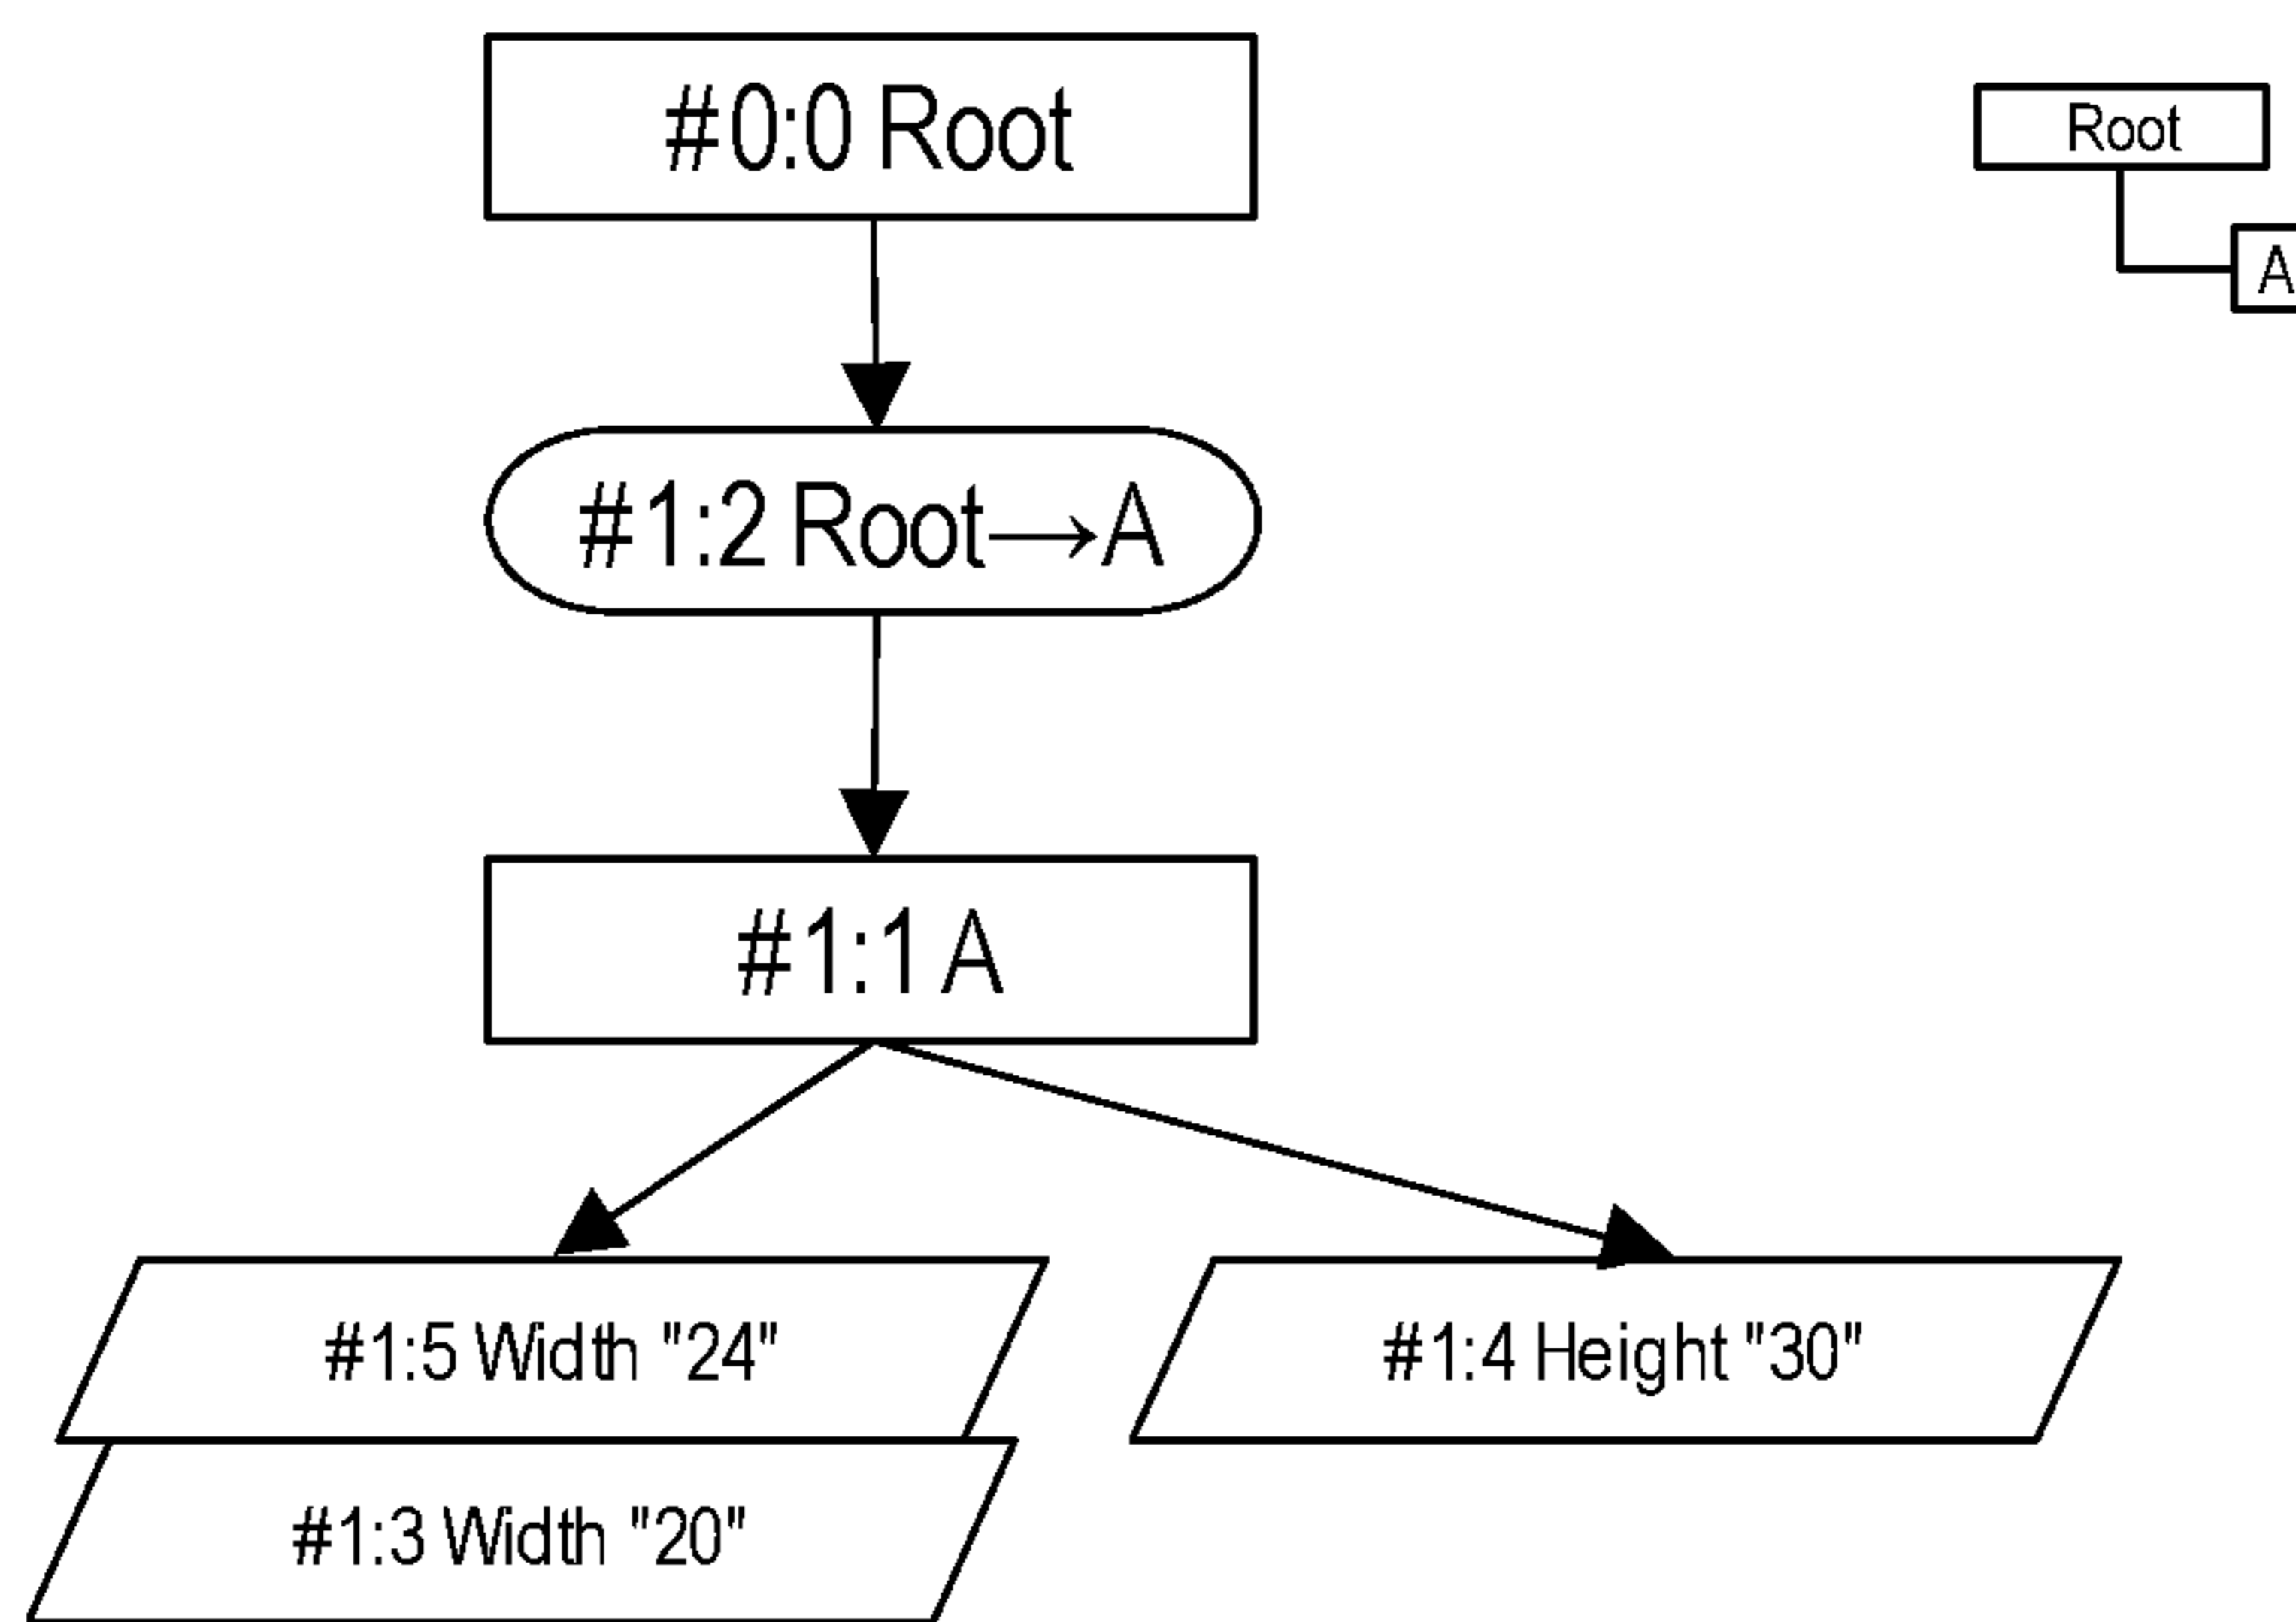 #0:0 Root
Root
A
#1:2 Root→A
#1:1 A
#1:5 Width "24"
#1:4 Height "30"
#1:3 Width "20"